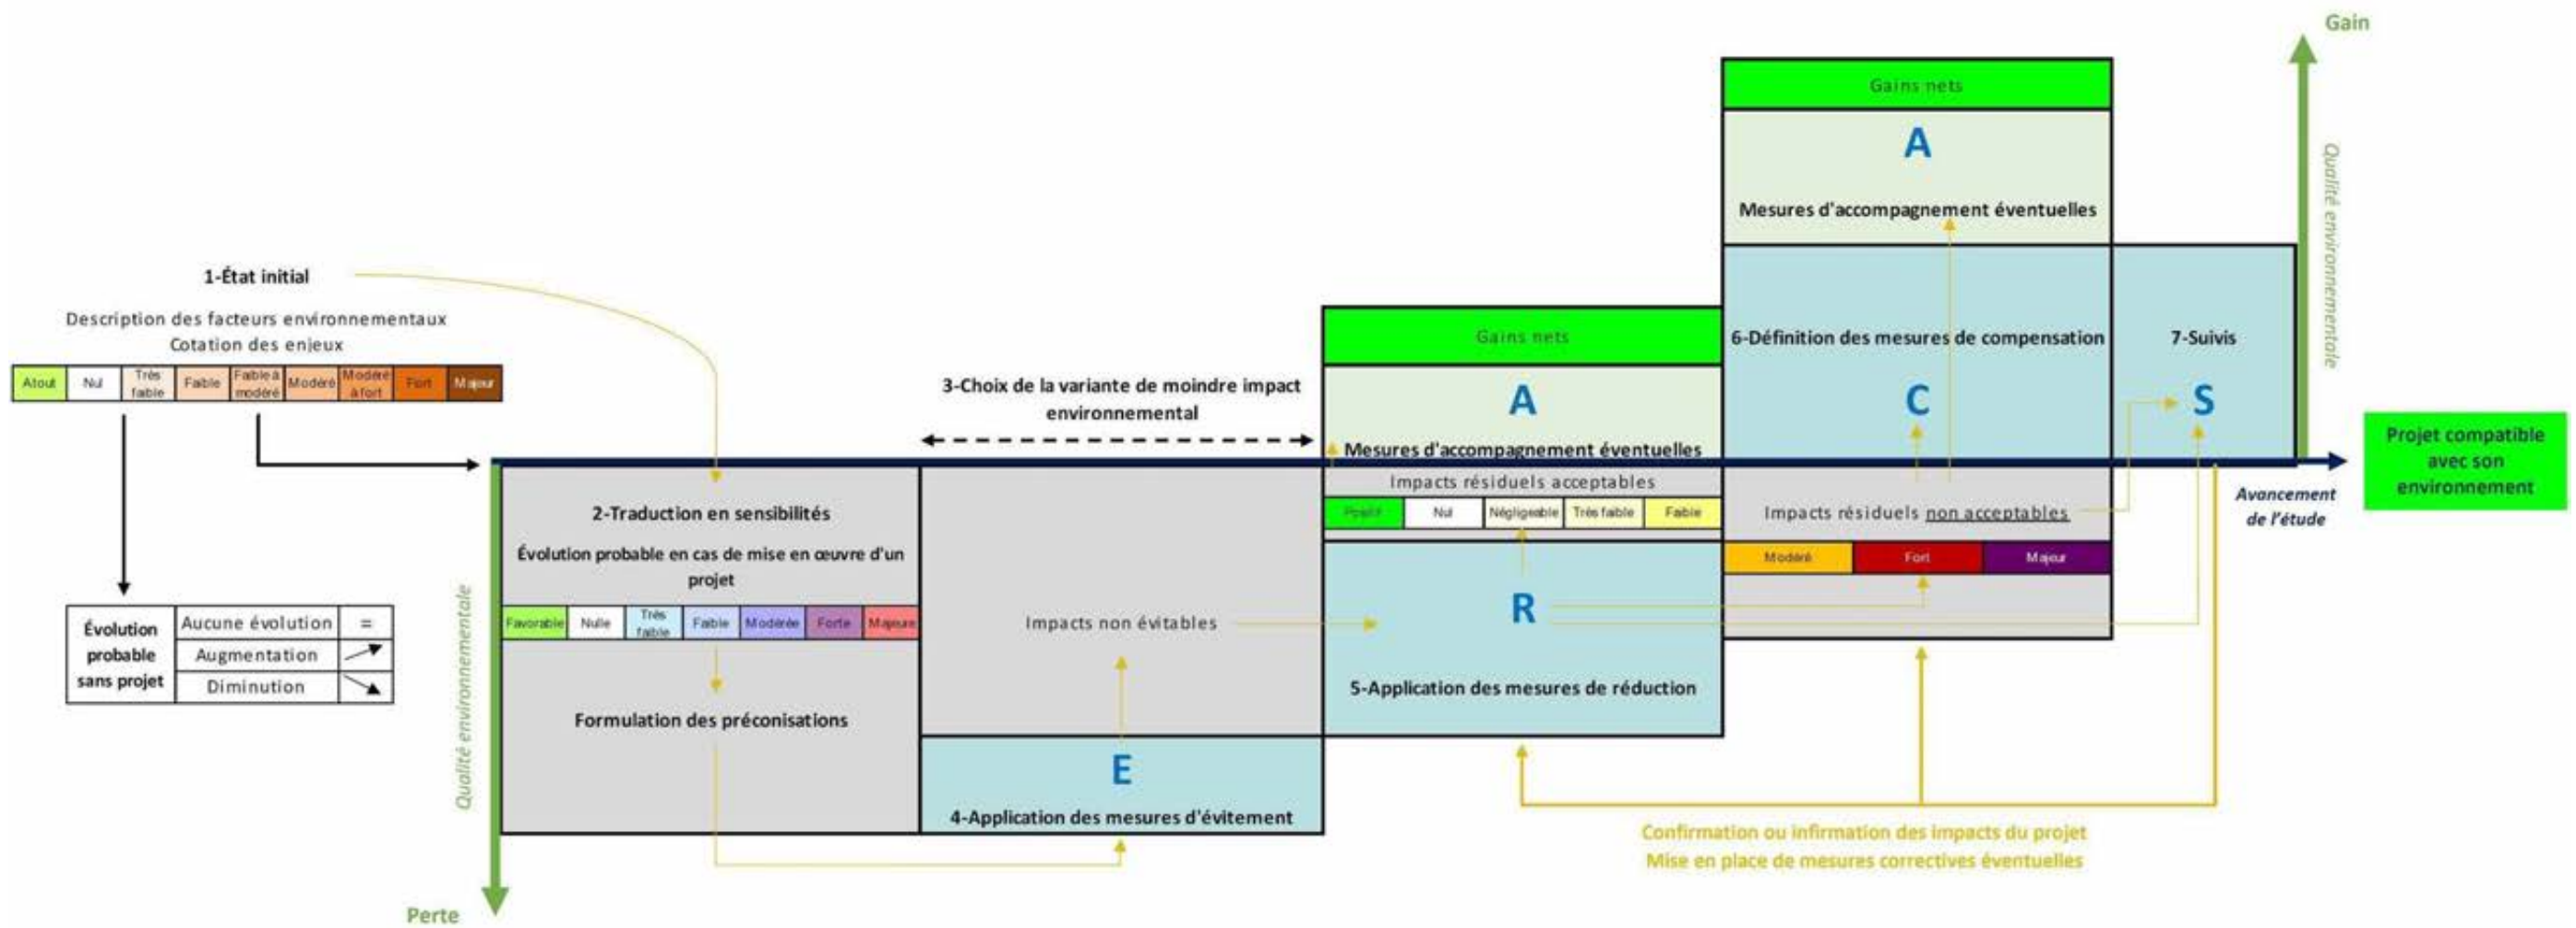 Gain
Qualité environnementale
Gains nets
A
Mesures d'accompagnement éventuelles
1-État initial
Description des facteurs environnementaux
Cotation des enjeux
Atout
Nul
Très
faible
Faible
Faible à
modéré
Modéré
Modéré
à fort
Fort
Majeur
3-Choix de la variante de moindre impact
environnemental
Gains nets
A
Mesures d'accompagnement éventuelles
6-Définition des mesures de compensation
C
7-Suivis
S
Projet compatible
avec son
environnement
Avancement
de l'étude
2-Traduction en sensibilités
Évolution probable en cas de mise en œuvre d'un
projet
Favorable
Nulle
Très
faible
Faible
Modérée
Forte
Majeure
Formulation des préconisations
Impacts non évitables
E
4-Application des mesures d'évitement
Impacts résiduels acceptables
Positif
Nul
Négligeable
Très faible
Faible
R
5-Application des mesures de réduction
Impacts résiduels non acceptables
Modéré
Fort
Majeur
Évolution
probable
sans projet
Aucune évolution
=
Augmentation
Diminution
Qualité environnementale
Perte
Confirmation ou infirmation des impacts du projet
Mise en place de mesures correctives éventuelles